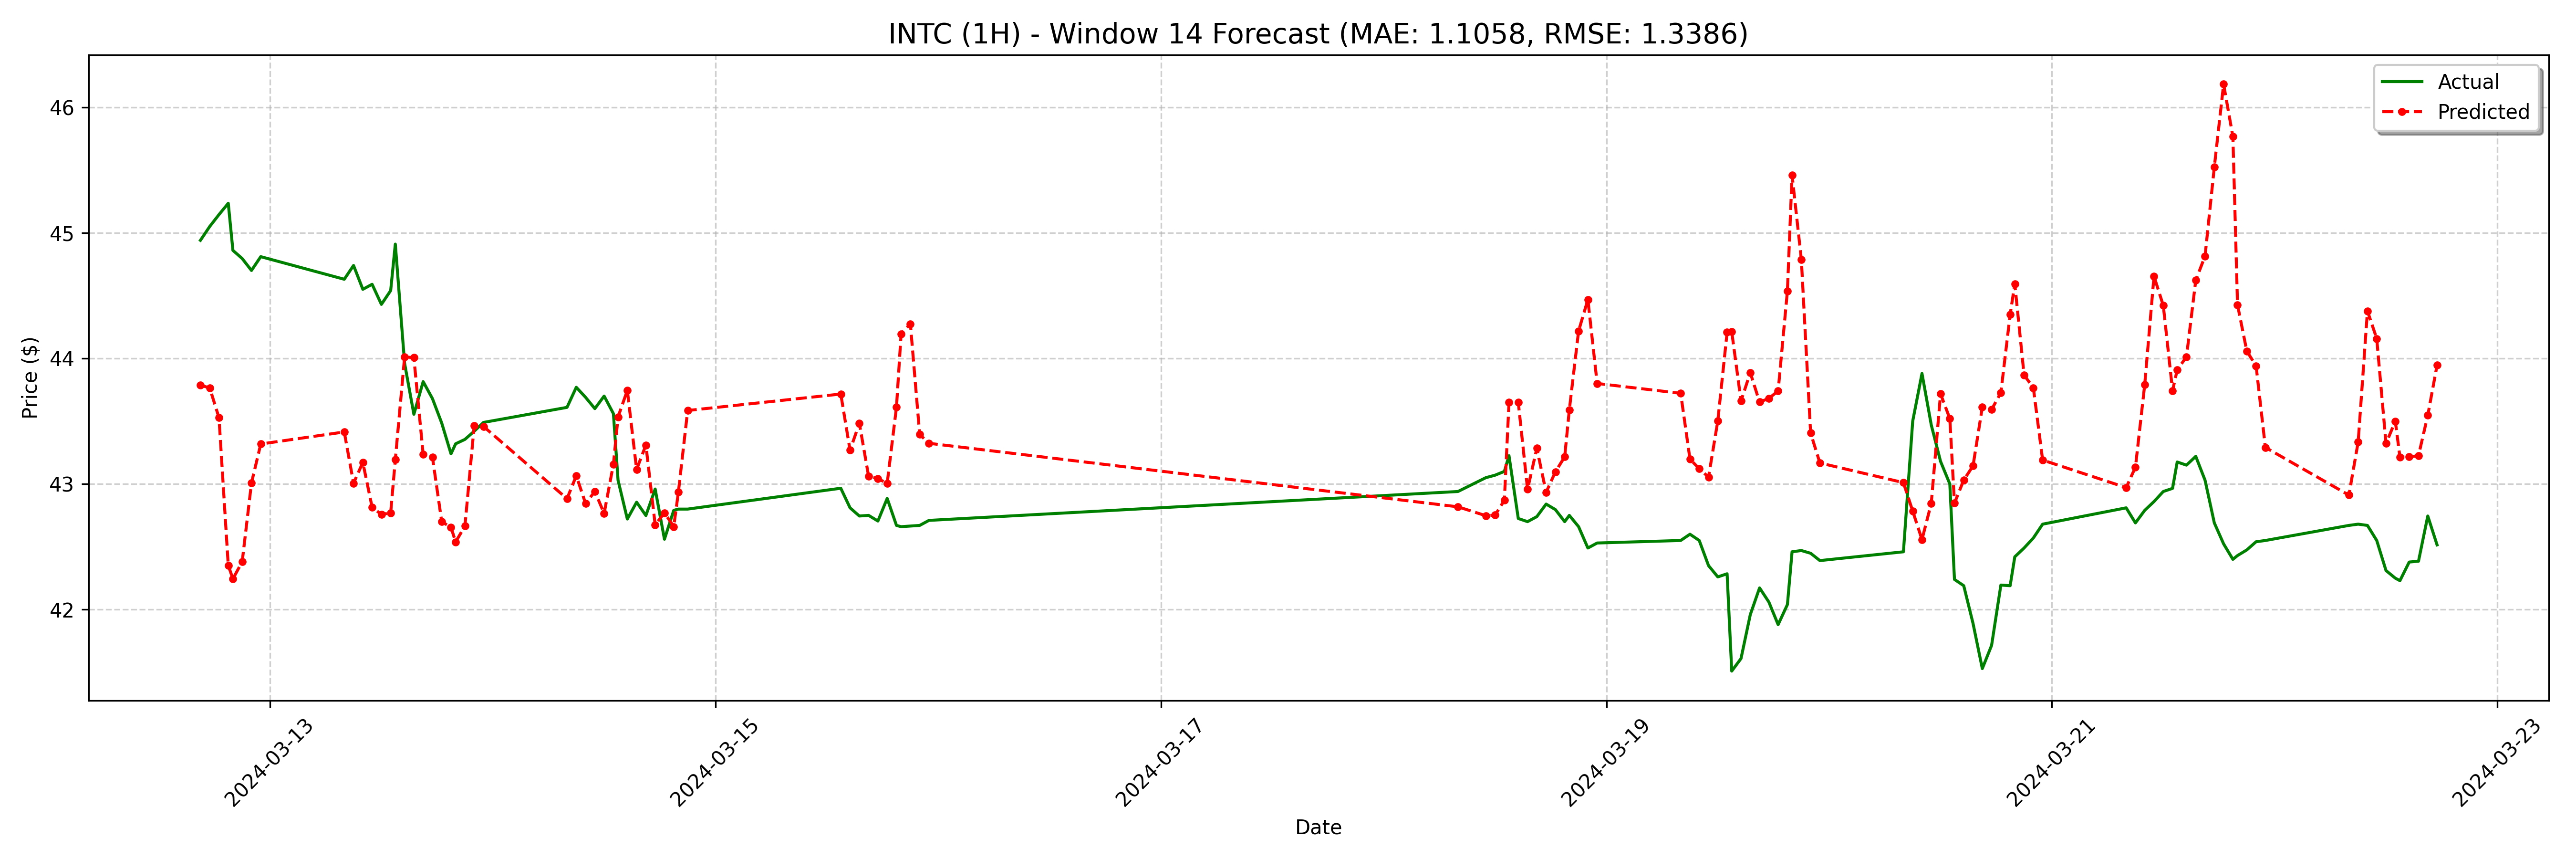 INTC (1H) - Window 14 Forecast (MAE: 1.1058, RMSE: 1.3386)
Actual
Predicted
Price ($)
46
45
44
43
42
2024-03-13
2024-03-15
2024-03-17
2024-03-19
2024-03-21
2024-03-23
Date